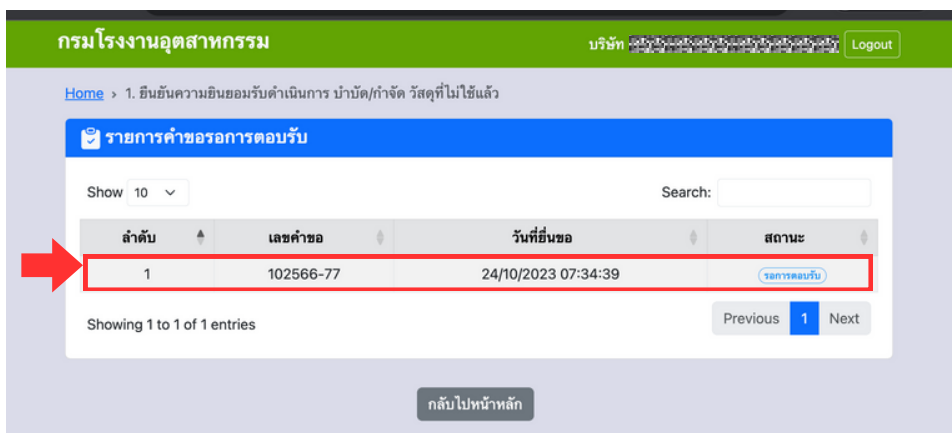 กรมโรงงานอุตสาหกรรม บริษัท Logout
Home › 1. ยืนยันความยินยอมรับดำเนินการ บำบัด/กำจัด วัสดุที่ไม่ใช้แล้ว
รายการคำขอรอการตอบรับ
Show 10 Search:
ลำดับ เลขคำขอ วันที่ยื่นขอ สถานะ
1 102566-77 24/10/2023 07:34:39 รอการตอบรับ
Showing 1 to 1 of 1 entries Previous 1 Next
กลับไปหน้าหลัก